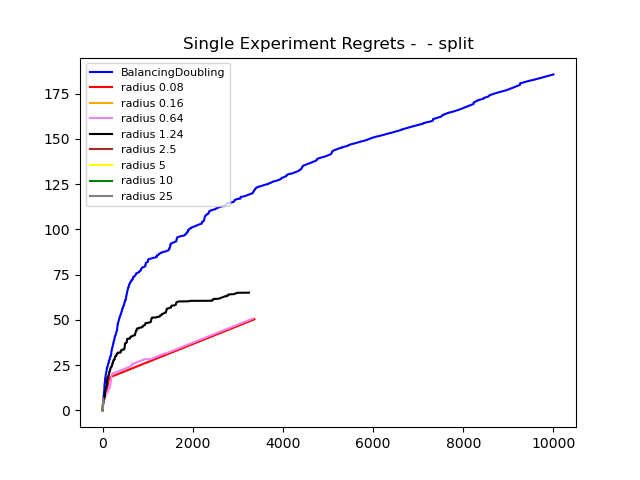 Single Experiment Regrets -  - split
BalancingDoubling
radius 0.08
radius 0.16
radius 0.64
radius 1.24
radius 2.5
radius 5
radius 10
radius 25
175
150
125
100
75
50
25
0
0 2000 4000 6000 8000 10000